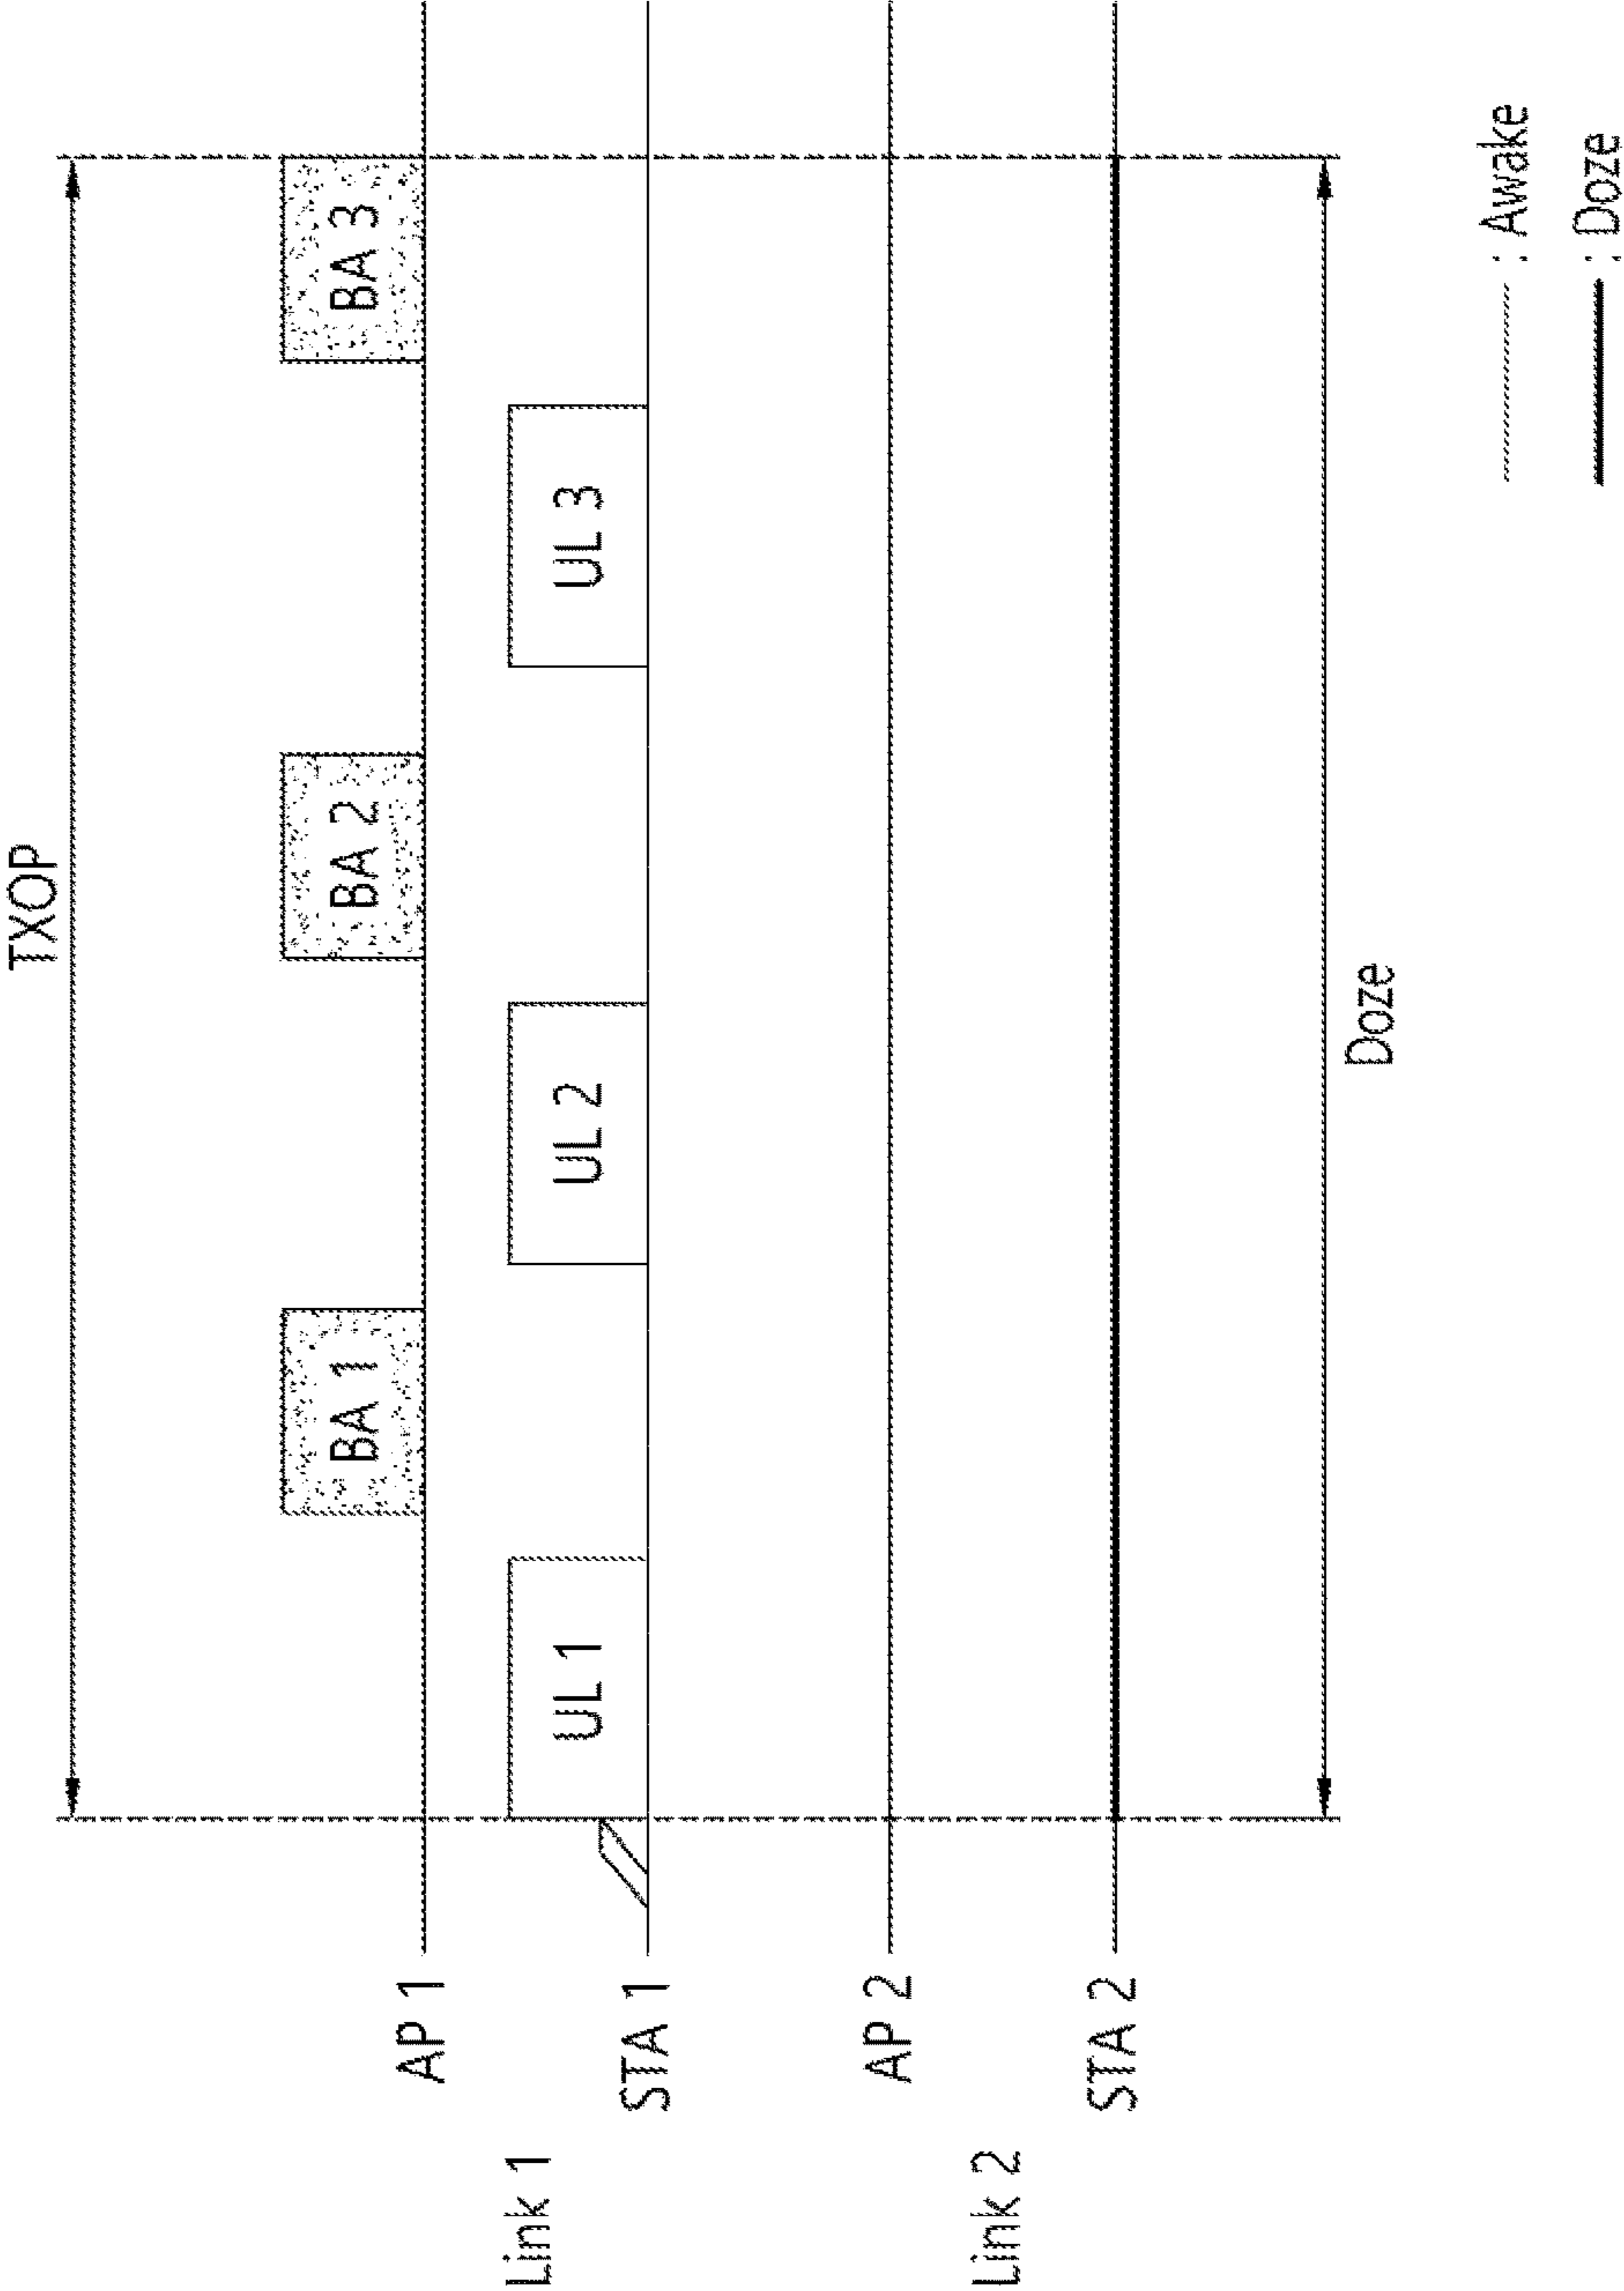 TXOP
BA 1
BA 2
BA 3
AP 1
Link 1
UL 1
UL 2
UL 3
STA 1
AP 2
Link 2
STA 2
Doze
: Awake
: Doze